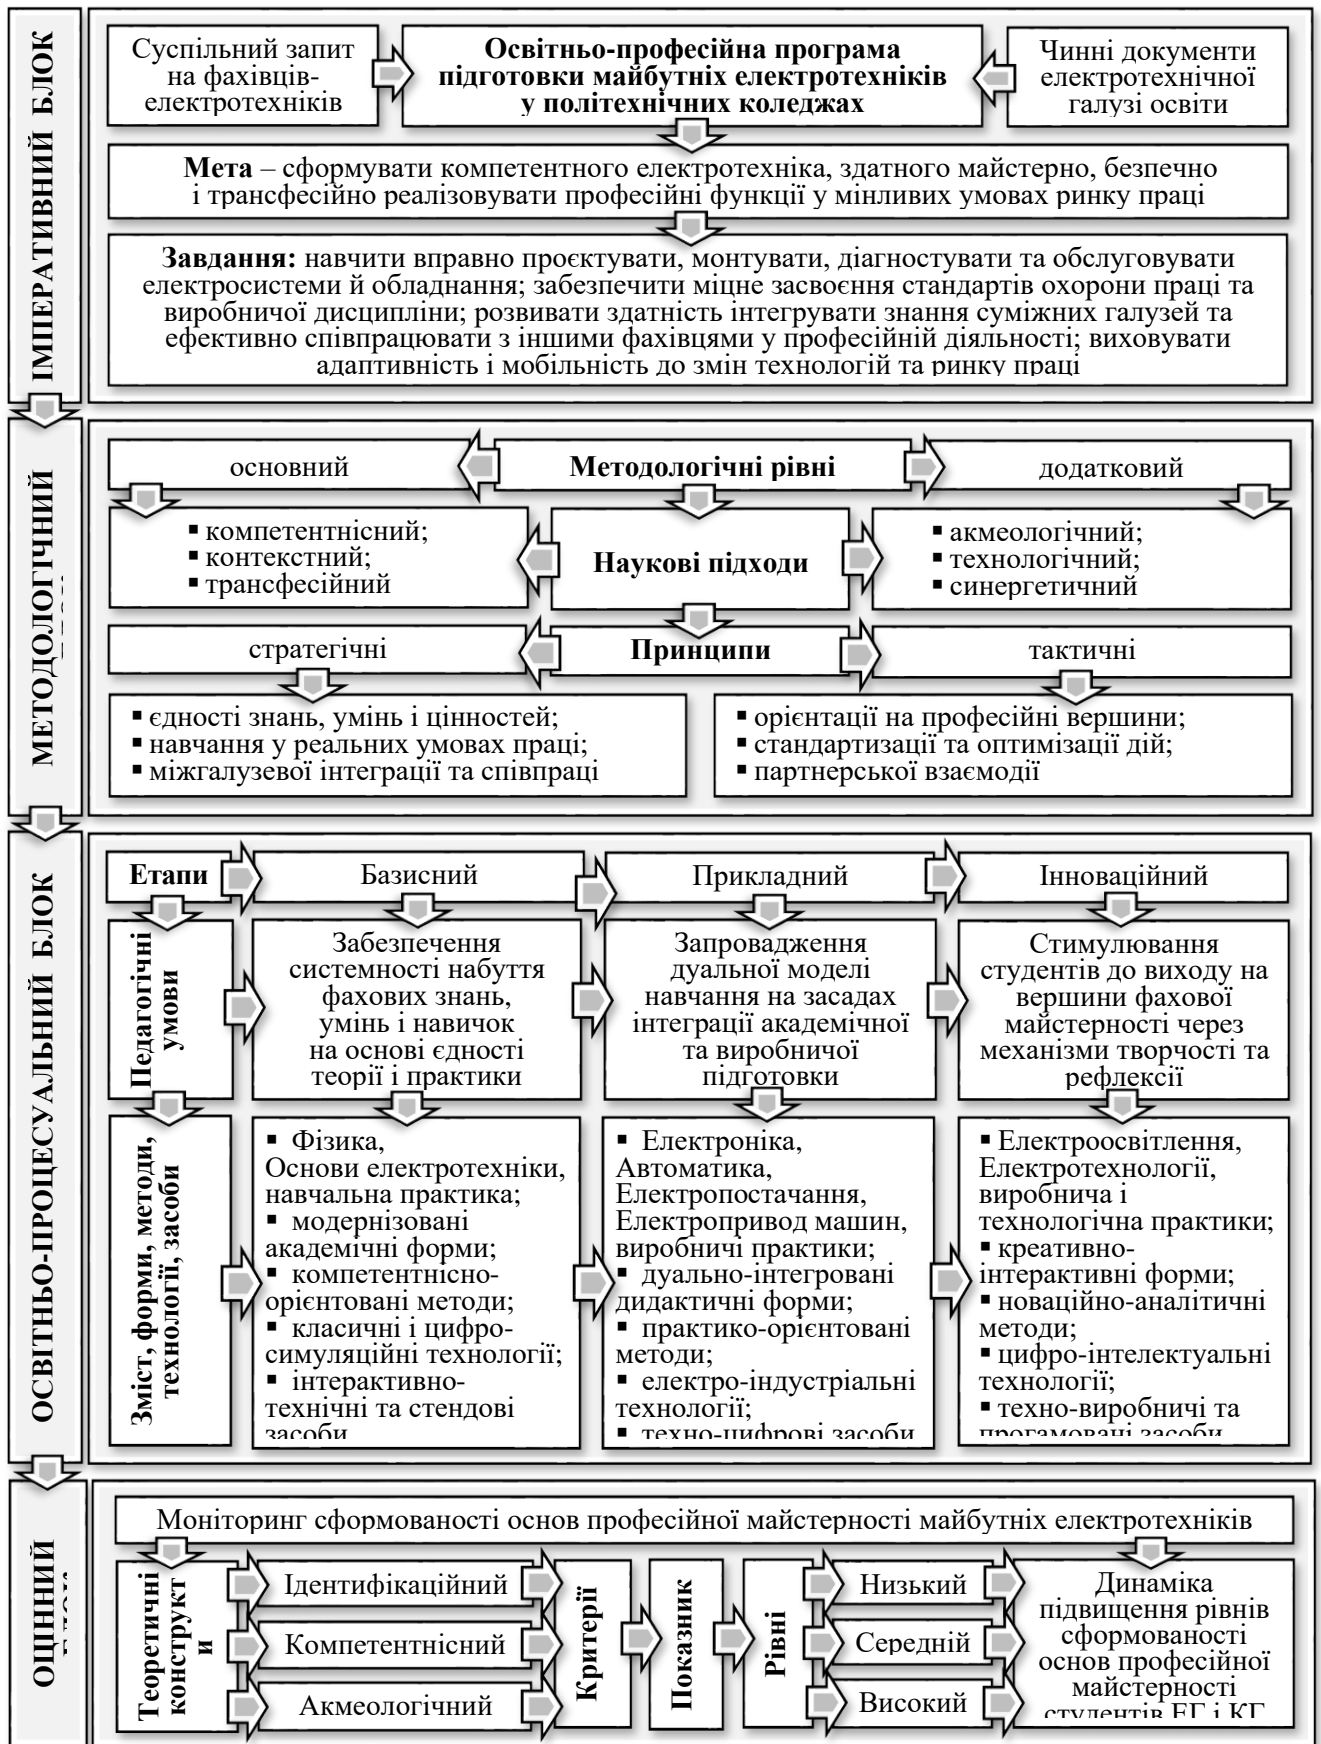 ІМПЕРАТИВНИЙ БЛОК
Суспільний запит
на фахівців-
електротехніків
Освітньо-професійна програма
підготовки майбутніх електротехніків
у політехнічних коледжах
Чинні документи
електротехнічної
галузі освіти
Мета – сформувати компетентного електротехніка, здатного майстерно, безпечно
і трансфесійно реалізовувати професійні функції у мінливих умовах ринку праці
Завдання: навчити вправно проєктувати, монтувати, діагностувати та обслуговувати
електросистеми й обладнання; забезпечити міцне засвоєння стандартів охорони праці та
виробничої дисципліни; розвивати здатність інтегрувати знання суміжних галузей та
ефективно співпрацювати з іншими фахівцями у професійній діяльності; виховувати
адаптивність і мобільність до змін технологій та ринку праці
МЕТОДОЛОГІЧНИЙ
основний
Методологічні рівні
додатковий
▪ компетентнісний;
▪ контекстний;
▪ трансфесійний
Наукові підходи
▪ акмеологічний;
▪ технологічний;
▪ синергетичний
стратегічні
Принципи
тактичні
▪ єдності знань, умінь і цінностей;
▪ навчання у реальних умовах праці;
▪ міжгалузевої інтеграції та співпраці
▪ орієнтації на професійні вершини;
▪ стандартизації та оптимізації дій;
▪ партнерської взаємодії
ОСВІТНЬО-ПРОЦЕСУАЛЬНИЙ БЛОК
Етапи
Базисний
Прикладний
Інноваційний
Педагогічні
умови
Забезпечення
системності набуття
фахових знань,
умінь і навичок
на основі єдності
теорії і практики
Запровадження
дуальної моделі
навчання на засадах
інтеграції академічної
та виробничої
підготовки
Стимулювання
студентів до виходу на
вершини фахової
майстерності через
механізми творчості та
рефлексії
Зміст, форми, методи,
технології, засоби
▪ Фізика,
Основи електротехніки,
навчальна практика;
▪ модернізовані
академічні форми;
▪ компетентнісно-
орієнтовані методи;
▪ класичні і цифро-
симуляційні технології;
▪ інтерактивно-
технічні та стендові
засоби
▪ Електроніка,
Автоматика,
Електропостачання,
Електропривод машин,
виробничі практики;
▪ дуально-інтегровані
дидактичні форми;
▪ практико-орієнтовані
методи;
▪ електро-індустріальні
технології;
▪ техно-цифрові засоби
▪ Електроосвітлення,
Електротехнології,
виробнича і
технологічна практики;
▪ креативно-
інтерактивні форми;
▪ новаційно-аналітичні
методи;
▪ цифро-інтелектуальні
технології;
▪ техно-виробничі та
прогамовані засоби
ОЦІННИЙ
Моніторинг сформованості основ професійної майстерності майбутніх електротехніків
Теоретичні
конструкт
и
Ідентифікаційний
Компетентнісний
Акмеологічний
Критерії
Показник
Рівні
Низький
Середній
Високий
Динаміка
підвищення рівнів
сформованості
основ професійної
майстерності
студентів ЕГ і КГ